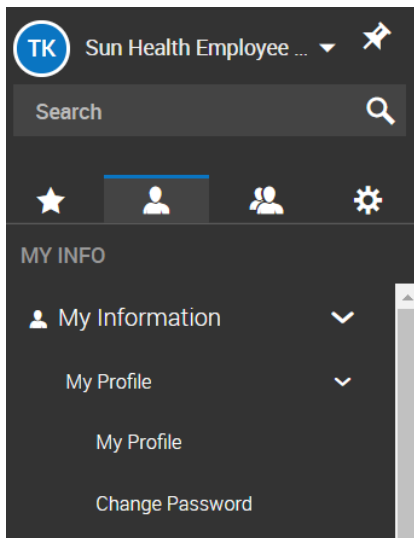 TK Sun Health Employee ...
Search
MY INFO
My Information
My Profile
My Profile
Change Password